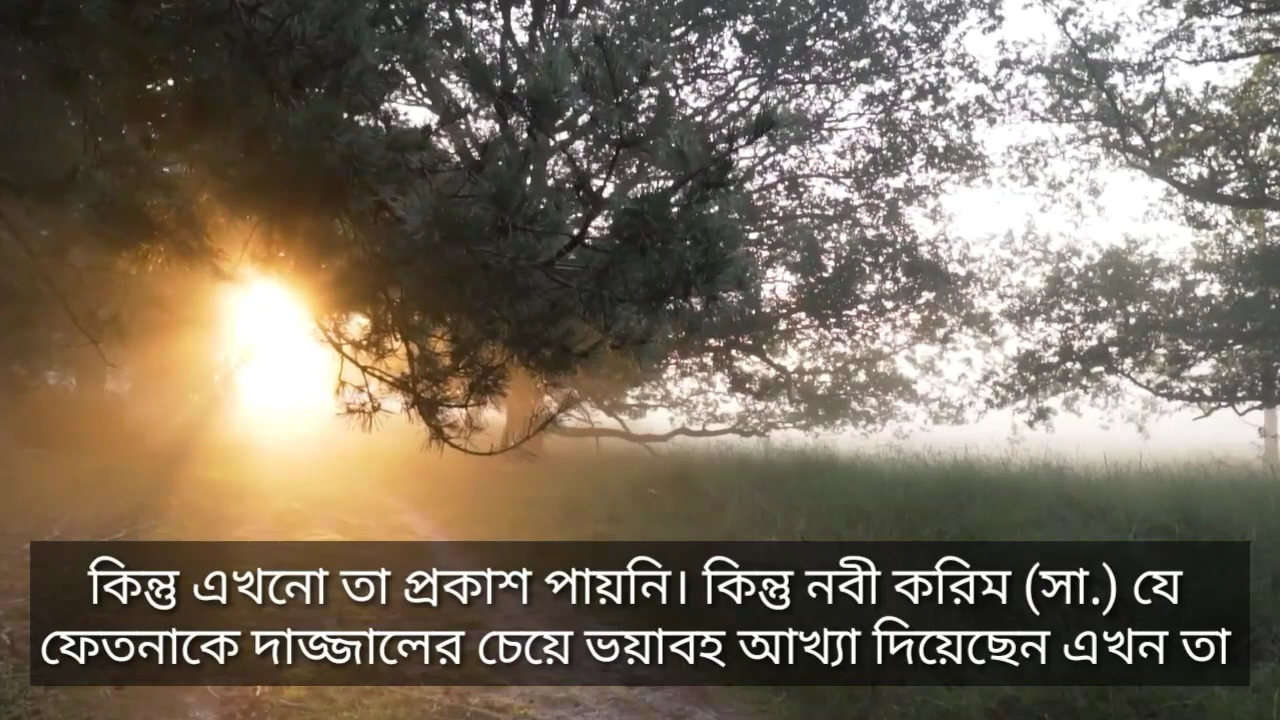 কিন্তু এখনো তা প্রকাশ পায়নি। কিন্তু নবী করিম (সা.) যে
ফেতনাকে দাজ্জালের চেয়ে ভয়াবহ আখ্যা দিয়েছেন এখন তা